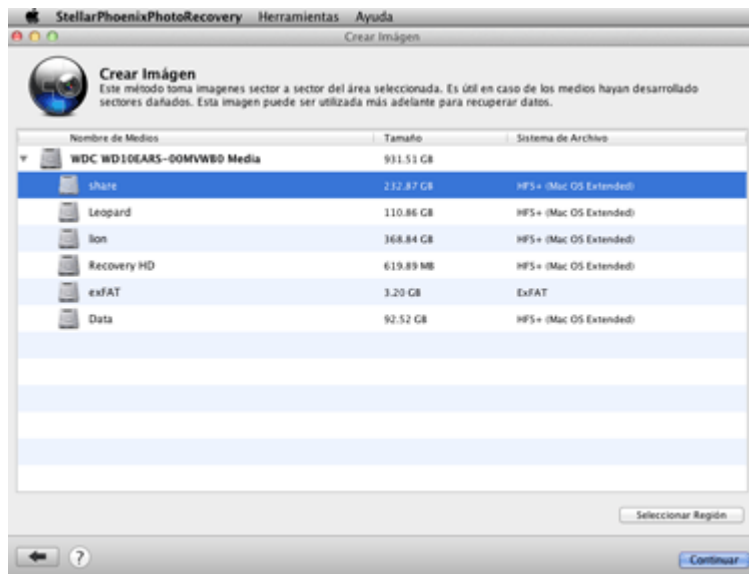 StellarPhoenixPhotoRecovery Herramientas Ayuda
Crear Imágen
Crear Imágen
Este método toma imagenes sector a sector del área seleccionada. Es útil en caso de los medios hayan desarrollado
sectores dañados. Esta imagen puede ser utilizada más adelante para recuperar datos.
Nombre de Medios Tamaño Sistema de Archivo
WDC WD10EARS-00MVWB0 Media 931.51 GB
share 232.87 GB HFS+ (Mac OS Extended)
Leopard 110.86 GB HFS+ (Mac OS Extended)
lion 368.84 GB HFS+ (Mac OS Extended)
Recovery HD 619.89 MB HFS+ (Mac OS Extended)
exFAT 3.20 GB ExFAT
Data 92.52 GB HFS+ (Mac OS Extended)
Seleccionar Región
?
Continuar